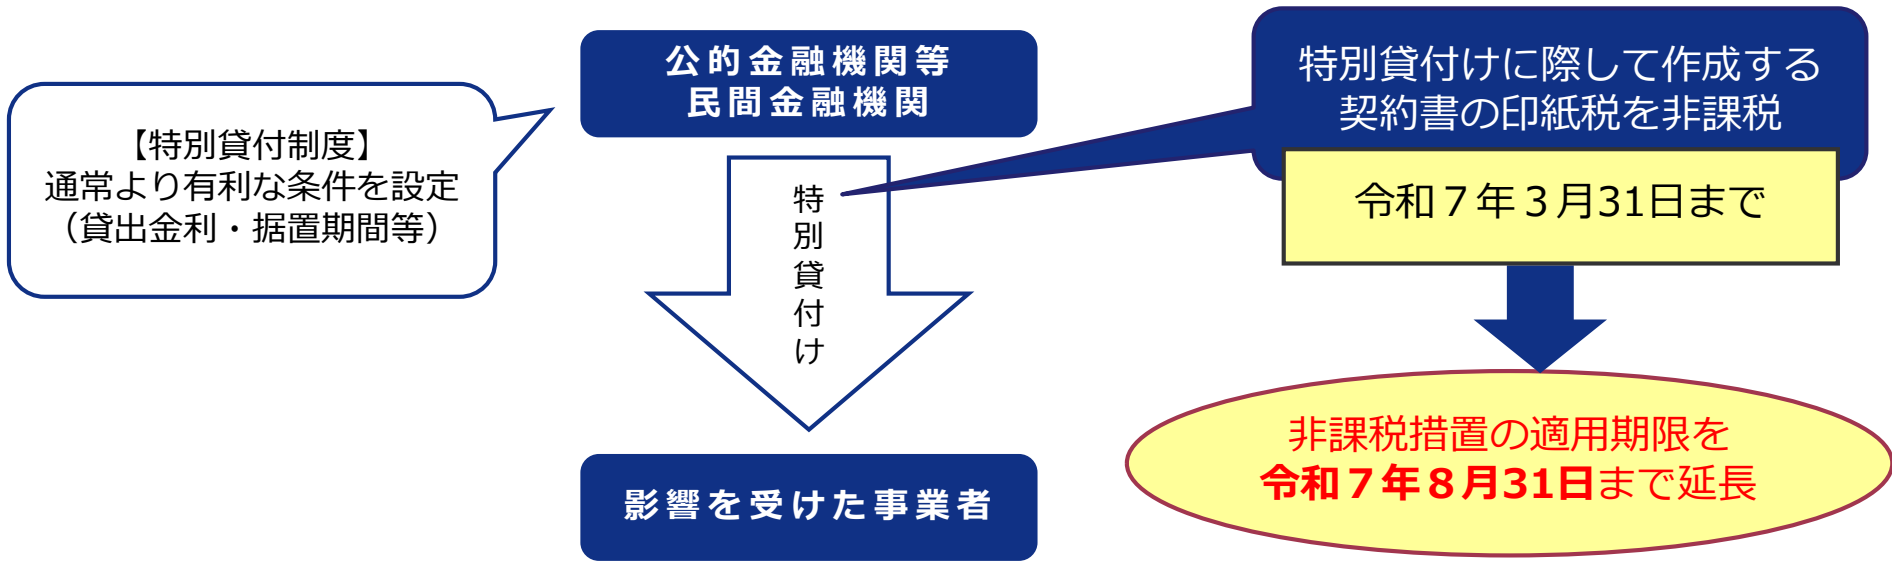 公的金融機関等
民間金融機関
【特別貸付制度】
通常より有利な条件を設定
（貸出金利・据置期間等）
特別貸付け
影響を受けた事業者
特別貸付けに際して作成する
契約書の印紙税を非課税
令和７年３月31日まで
非課税措置の適用期限を
令和７年８月31日まで延長